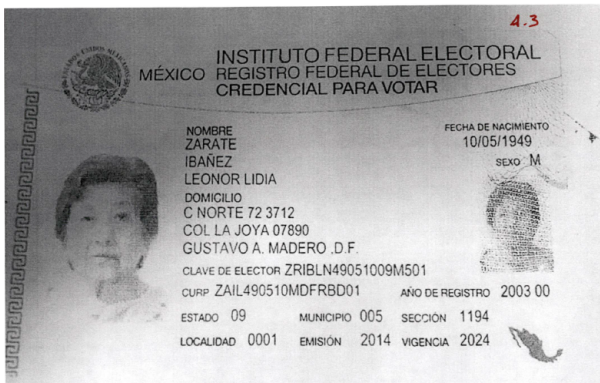 4.3
INSTITUTO FEDERAL ELECTORAL
MÉXICO REGISTRO FEDERAL DE ELECTORES
CREDENCIAL PARA VOTAR
NOMBRE
ZARATE
IBAÑEZ
LEONOR LIDIA
FECHA DE NACIMIENTO
10/05/1949
SEXO M
DOMICILIO
C NORTE 72 3712
COL LA JOYA 07890
GUSTAVO A. MADERO ,D.F.
CLAVE DE ELECTOR ZRIBLN49051009M501
CURP ZAIL490510MDFRBD01 AÑO DE REGISTRO 2003 00
ESTADO 09 MUNICIPIO 005 SECCIÓN 1194
LOCALIDAD 0001 EMISIÓN 2014 VIGENCIA 2024